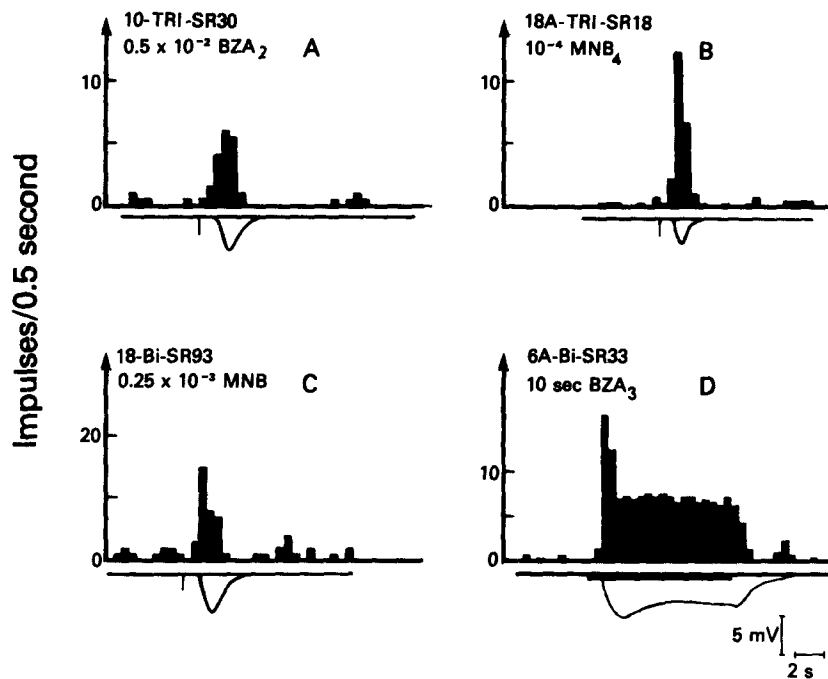 Impulses/0.5 second
10-TRI-SR30
0.5 x 10⁻² BZA₂
A
10
0
18A-TRI-SR18
10⁻⁴ MNB₄
B
10
0
18-Bi-SR93
0.25 x 10⁻³ MNB
C
20
0
6A-Bi-SR33
10 sec BZA₃
D
10
0
5 mV
2 s